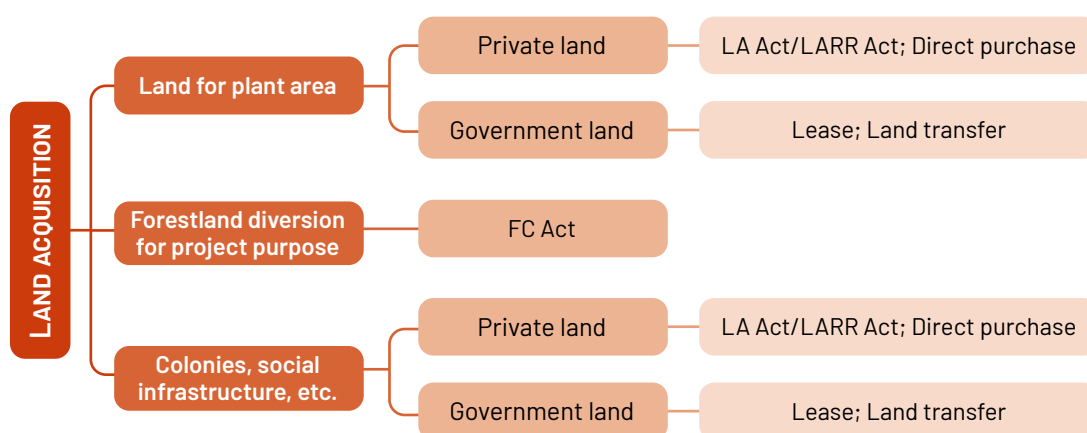 LAND ACQUISITION
Land for plant area
Private land
LA Act/LARR Act; Direct purchase
Government land
Lease; Land transfer
Forestland diversion
for project purpose
FC Act
Colonies, social
infrastructure, etc.
Private land
LA Act/LARR Act; Direct purchase
Government land
Lease; Land transfer